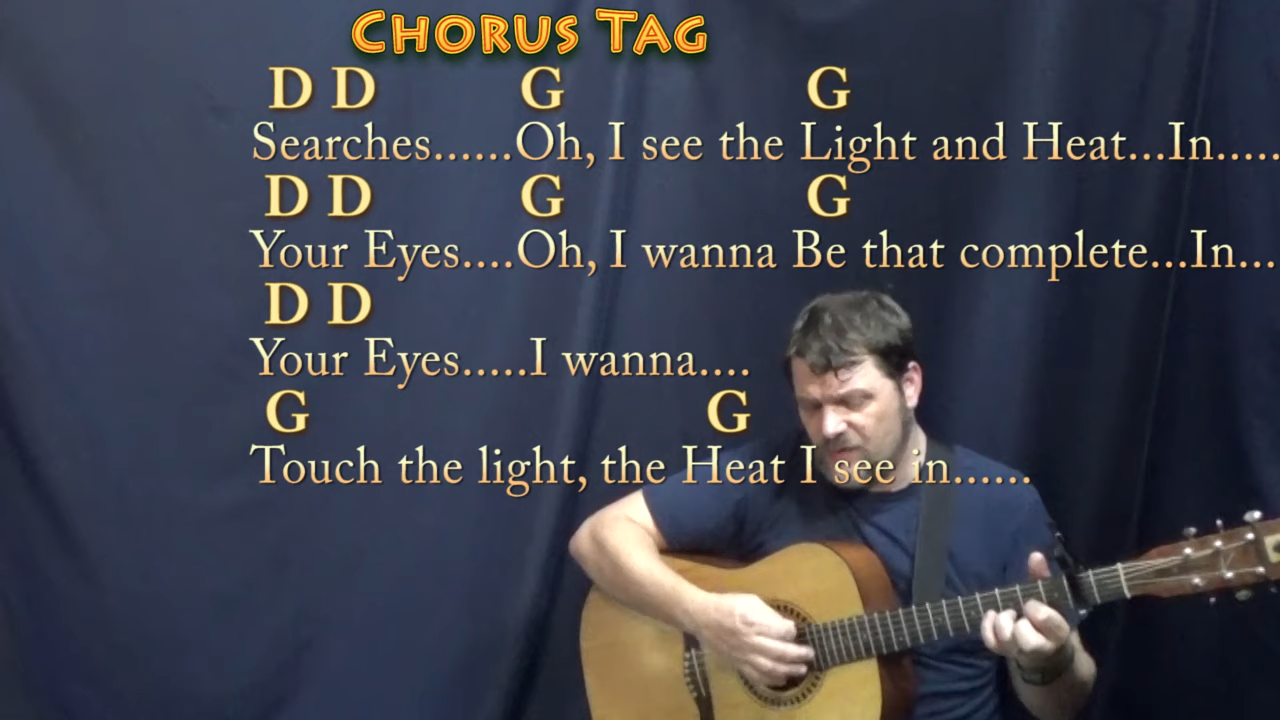 CHORUS TAG
D D G G
Searches......Oh, I see the Light and Heat...In.....
D D G G
Your Eyes....Oh, I wanna Be that complete...In...
D D
Your Eyes.....I wanna....
G G
Touch the light, the Heat I see in......